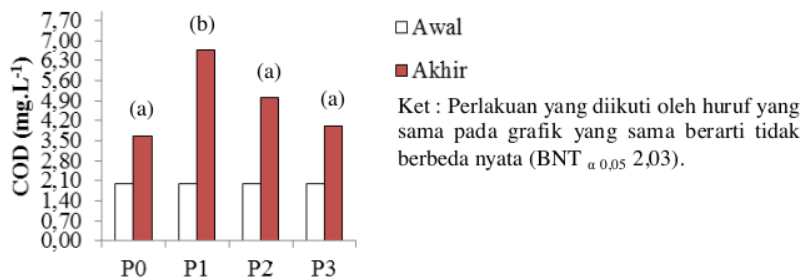 COD (mg.L-1)
7,70
7,00
6,30
5,60
4,90
4,20
3,50
2,80
2,10
1,40
0,70
0,00
(a)
(b)
(a)
(a)
P0
P1
P2
P3
Awal
Akhir
Ket : Perlakuan yang diikuti oleh huruf yang
sama pada grafik yang sama berarti tidak
berbeda nyata (BNT α 0,05 2,03).